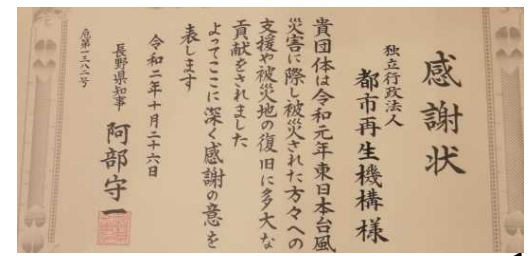 感謝状
独立行政法人
都市再生機構様
貴団体は令和元年東日本台風
災害に際し被災された方々への
支援や被災地の復旧に多大な
貢献をされました
よってここに深く感謝の意を
表します
令和二年十月二十六日
長野県知事 阿部守一
危第一三八二号